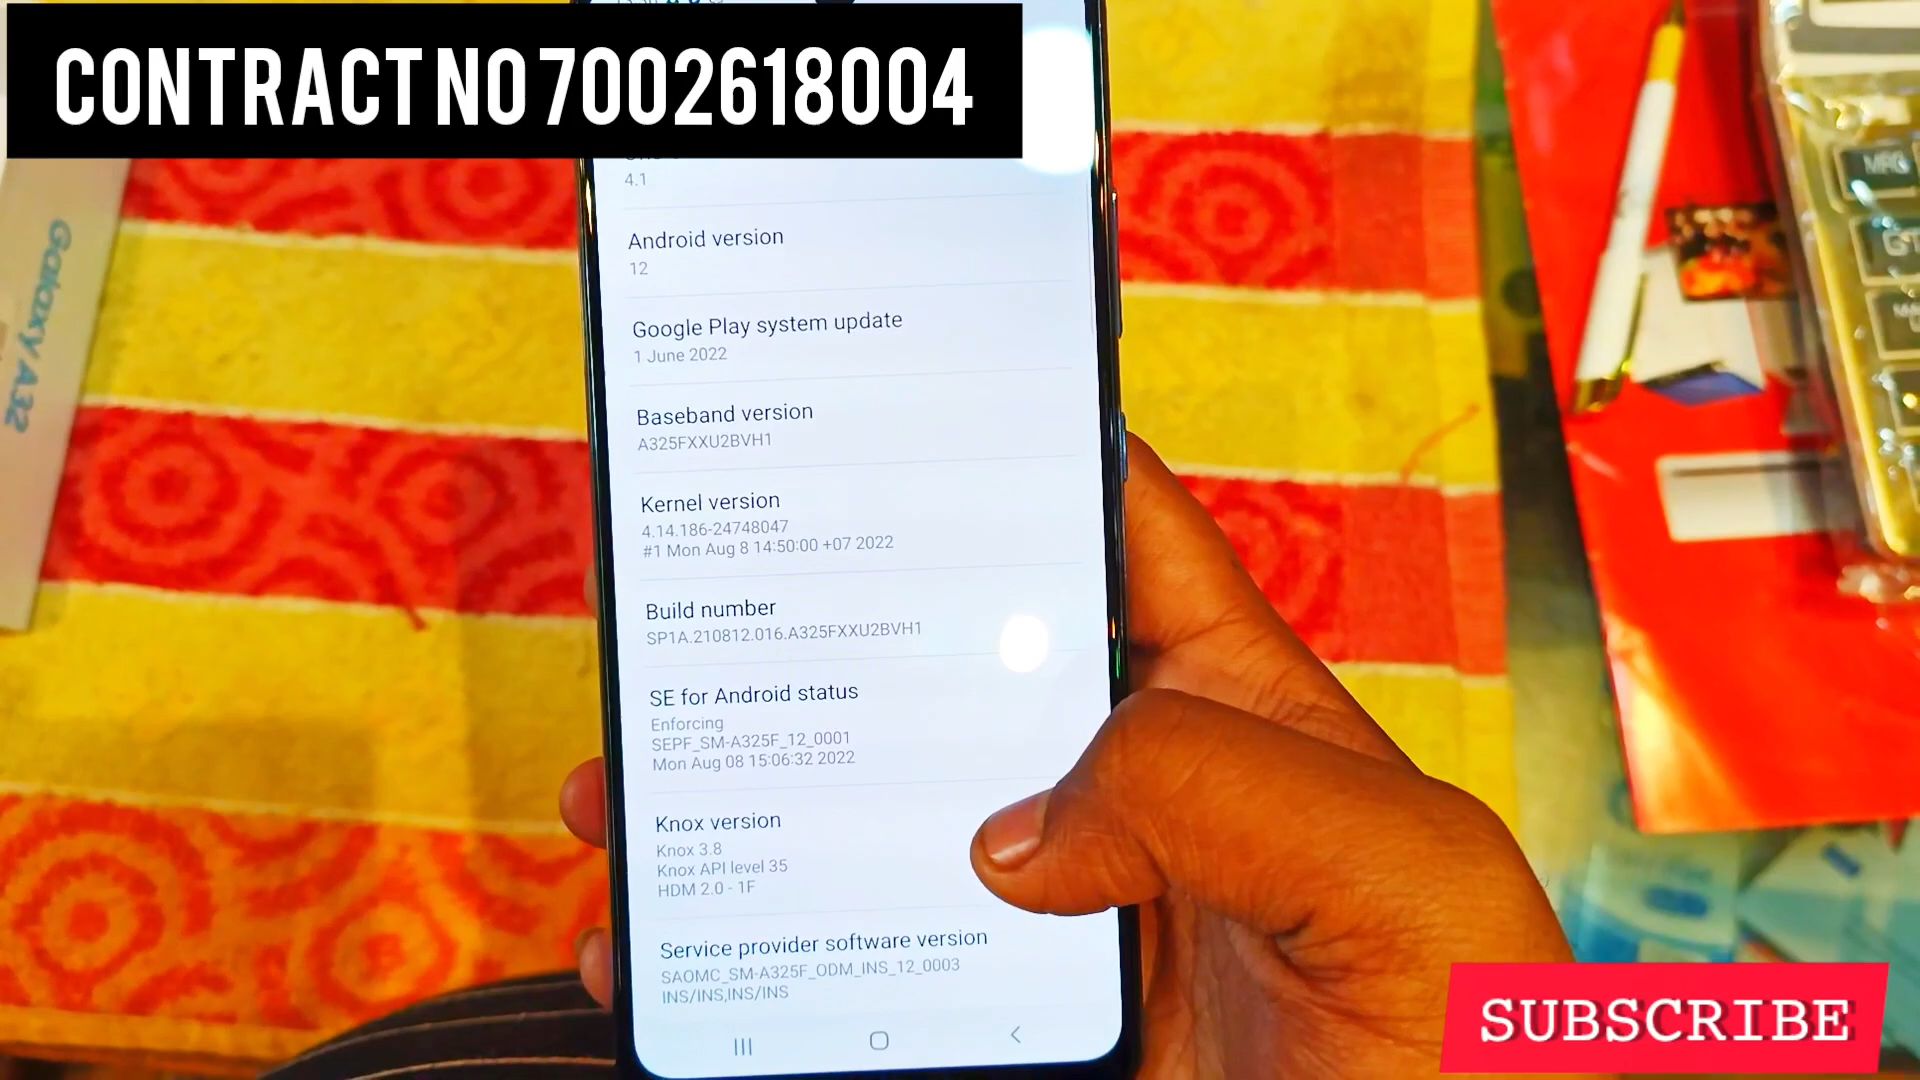 CONTRACT NO 7002618004
4.1
Android version
12
Google Play system update
1 June 2022
Baseband version
A325FXXU2BVH1
Kernel version
4.14.186-24748047
#1 Mon Aug 8 14:50:00 +07 2022
Build number
SP1A.210812.016.A325FXXU2BVH1
SE for Android status
Enforcing
SEPF_SM-A325F_12_0001
Mon Aug 08 15:06:32 2022
Knox version
Knox 3.8
Knox API level 35
HDM 2.0 - 1F
Service provider software version
SAOMC_SM-A325F_ODM_INS_12_0003
INS/INS,INS/INS
Galaxy A32
MRG
SUBSCRIBE